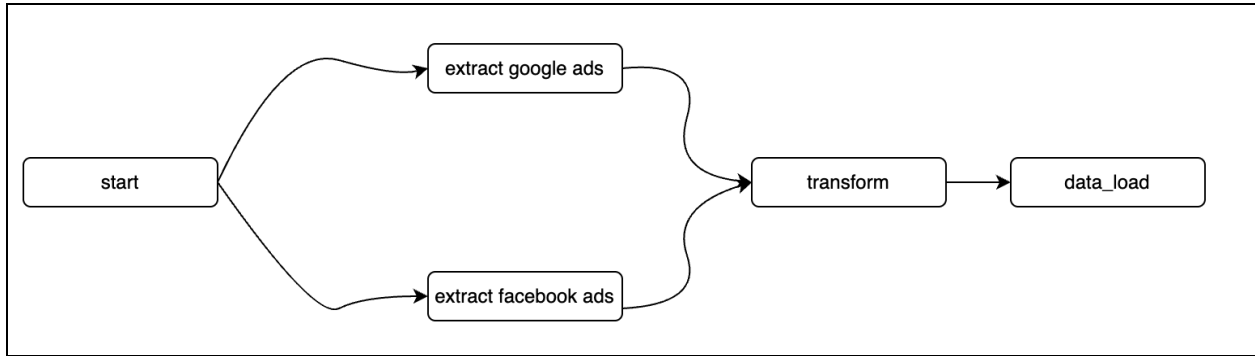 start
extract google ads
extract facebook ads
transform
data_load